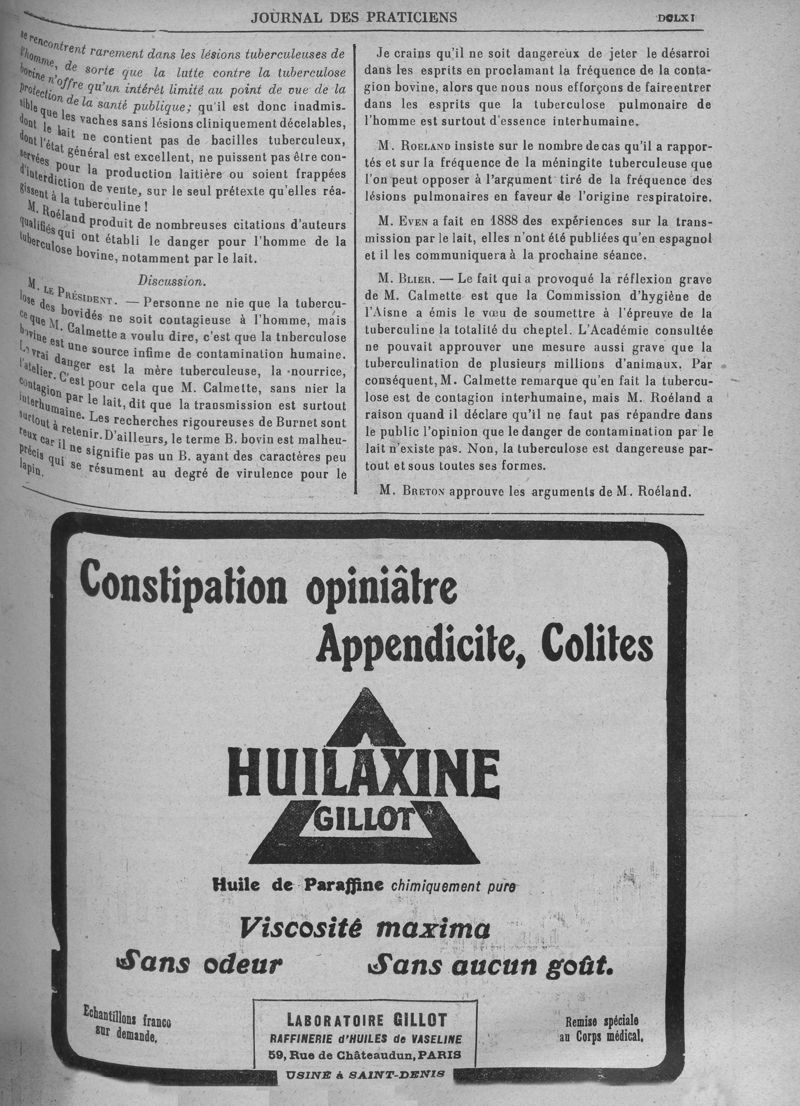 JOURNAL DES PRATICIENS
DCLXI
se rencontrent rarement dans les lésions tuberculeuses de
l'homme, de sorte que la lutte contre la tuberculose
bovine n'offre qu'un intérêt limité au point de vue de la
protection de la santé publique; qu'il est donc inadmis-
sible que les vaches sans lésions cliniquement décelables,
dont le lait ne contient pas de bacilles tuberculeux,
dont l'état général est excellent, ne puissent pas être con-
servées pour la production laitière ou soient frappées
d'interdiction de vente, sur le seul prétexte qu'elles réa-
gissent à la tuberculine !
M. Roéland produit de nombreuses citations d'auteurs
qualifiés qui ont établi le danger pour l'homme de la
tuberculose bovine, notamment par le lait.
Discussion.
M. LE PRÉSIDENT. — Personne ne nie que la tubercu-
lose des bovidés ne soit contagieuse à l'homme, mais
ce que M. Calmette a voulu dire, c'est que la tnberculose
bovine est une source infime de contamination humaine.
Le vrai danger est la mère tuberculeuse, la nourrice,
l'atelier. C'est pour cela que M. Calmette, sans nier la
contagion par le lait, dit que la transmission est surtout
interhumaine. Les recherches rigoureuses de Burnet sont
surtout à retenir. D'ailleurs, le terme B. bovin est malheu-
reux car il ne signifie pas un B. ayant des caractères peu
précis qui se résument au degré de virulence pour le
lapin.
Je crains qu'il ne soit dangereux de jeter le désarroi
dans les esprits en proclamant la fréquence de la conta-
gion bovine, alors que nous nous efforçons de faireentrer
dans les esprits que la tuberculose pulmonaire de
l'homme est surtout d'essence interhumaine.
M. ROELAND insiste sur le nombre de cas qu'il a rappor-
tés et sur la fréquence de la méningite tuberculeuse que
l'on peut opposer à l'argument tiré de la fréquence des
lésions pulmonaires en faveur de l'origine respiratoire.
M. EVEN a fait en 1888 des expériences sur la trans-
mission par le lait, elles n'ont été publiées qu'en espagnol
et il les communiquera à la prochaine séance.
M. BLIER. — Le fait qui a provoqué la réflexion grave
de M. Calmette est que la Commission d'hygiène de
l'Aisne a émis le vœu de soumettre à l'épreuve de la
tuberculine la totalité du cheptel. L'Académie consultée
ne pouvait approuver une mesure aussi grave que la
tuberculination de plusieurs millions d'animaux. Par
conséquent, M. Calmette remarque qu'en fait la tubercu-
lose est de contagion interhumaine, mais M. Roéland a
raison quand il déclare qu'il ne faut pas répandre dans
le public l'opinion que le danger de contamination par le
lait n'existe pas. Non, la tuberculose est dangereuse par-
tout et sous toutes ses formes.
M. BRETON approuve les arguments de M. Roéland.
Constipation opiniâtre
Appendicite, Colites
HUILAXINE
GILLOT
Huile de Paraffine chimiquement pure
Viscosité maxima
Sans odeur Sans aucun goût.
Echantillons franco
sur demande.
LABORATOIRE GILLOT
RAFFINERIE d'HUILES de VASELINE
59, Rue de Châteaudun, PARIS
USINE à SAINT-DENIS
Remise spéciale
au Corps médical.